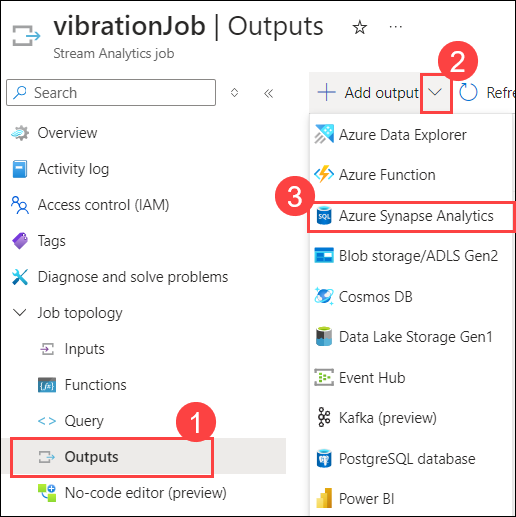 vibrationJob | Outputs
Stream Analytics job
2
Search
Add output
Refre
Overview
Activity log
Access control (IAM)
Tags
Diagnose and solve problems
Job topology
Inputs
Functions
Query
1
Outputs
No-code editor (preview)
Azure Data Explorer
Azure Function
3
SQL
Azure Synapse Analytics
Blob storage/ADLS Gen2
Cosmos DB
Data Lake Storage Gen1
Event Hub
Kafka (preview)
PostgreSQL database
Power BI